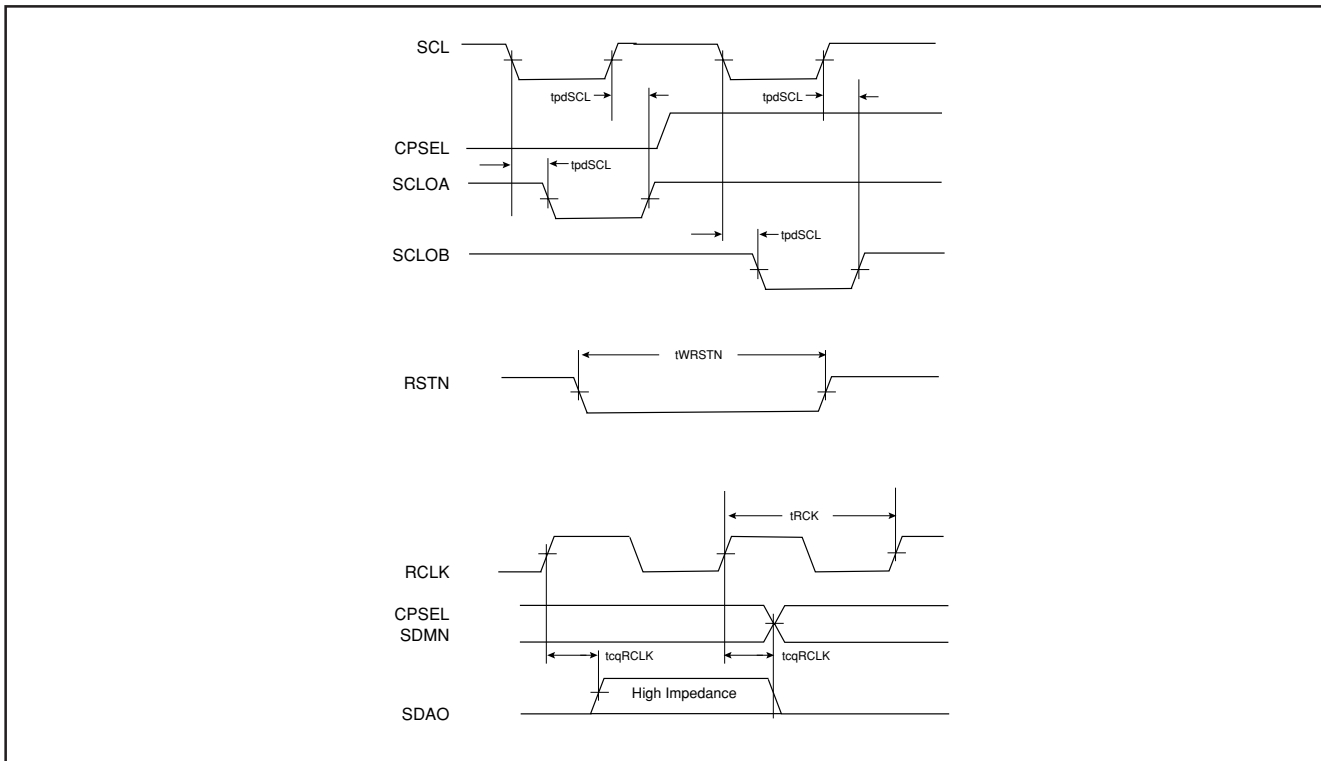 SCL
tpdSCL
tpdSCL
CPSEL
tpdSCL
SCLOA
tpdSCL
SCLOB
tWRSTN
RSTN
tRCK
RCLK
CPSEL
SDMN
tcqRCLK
tcqRCLK
High Impedance
SDAO